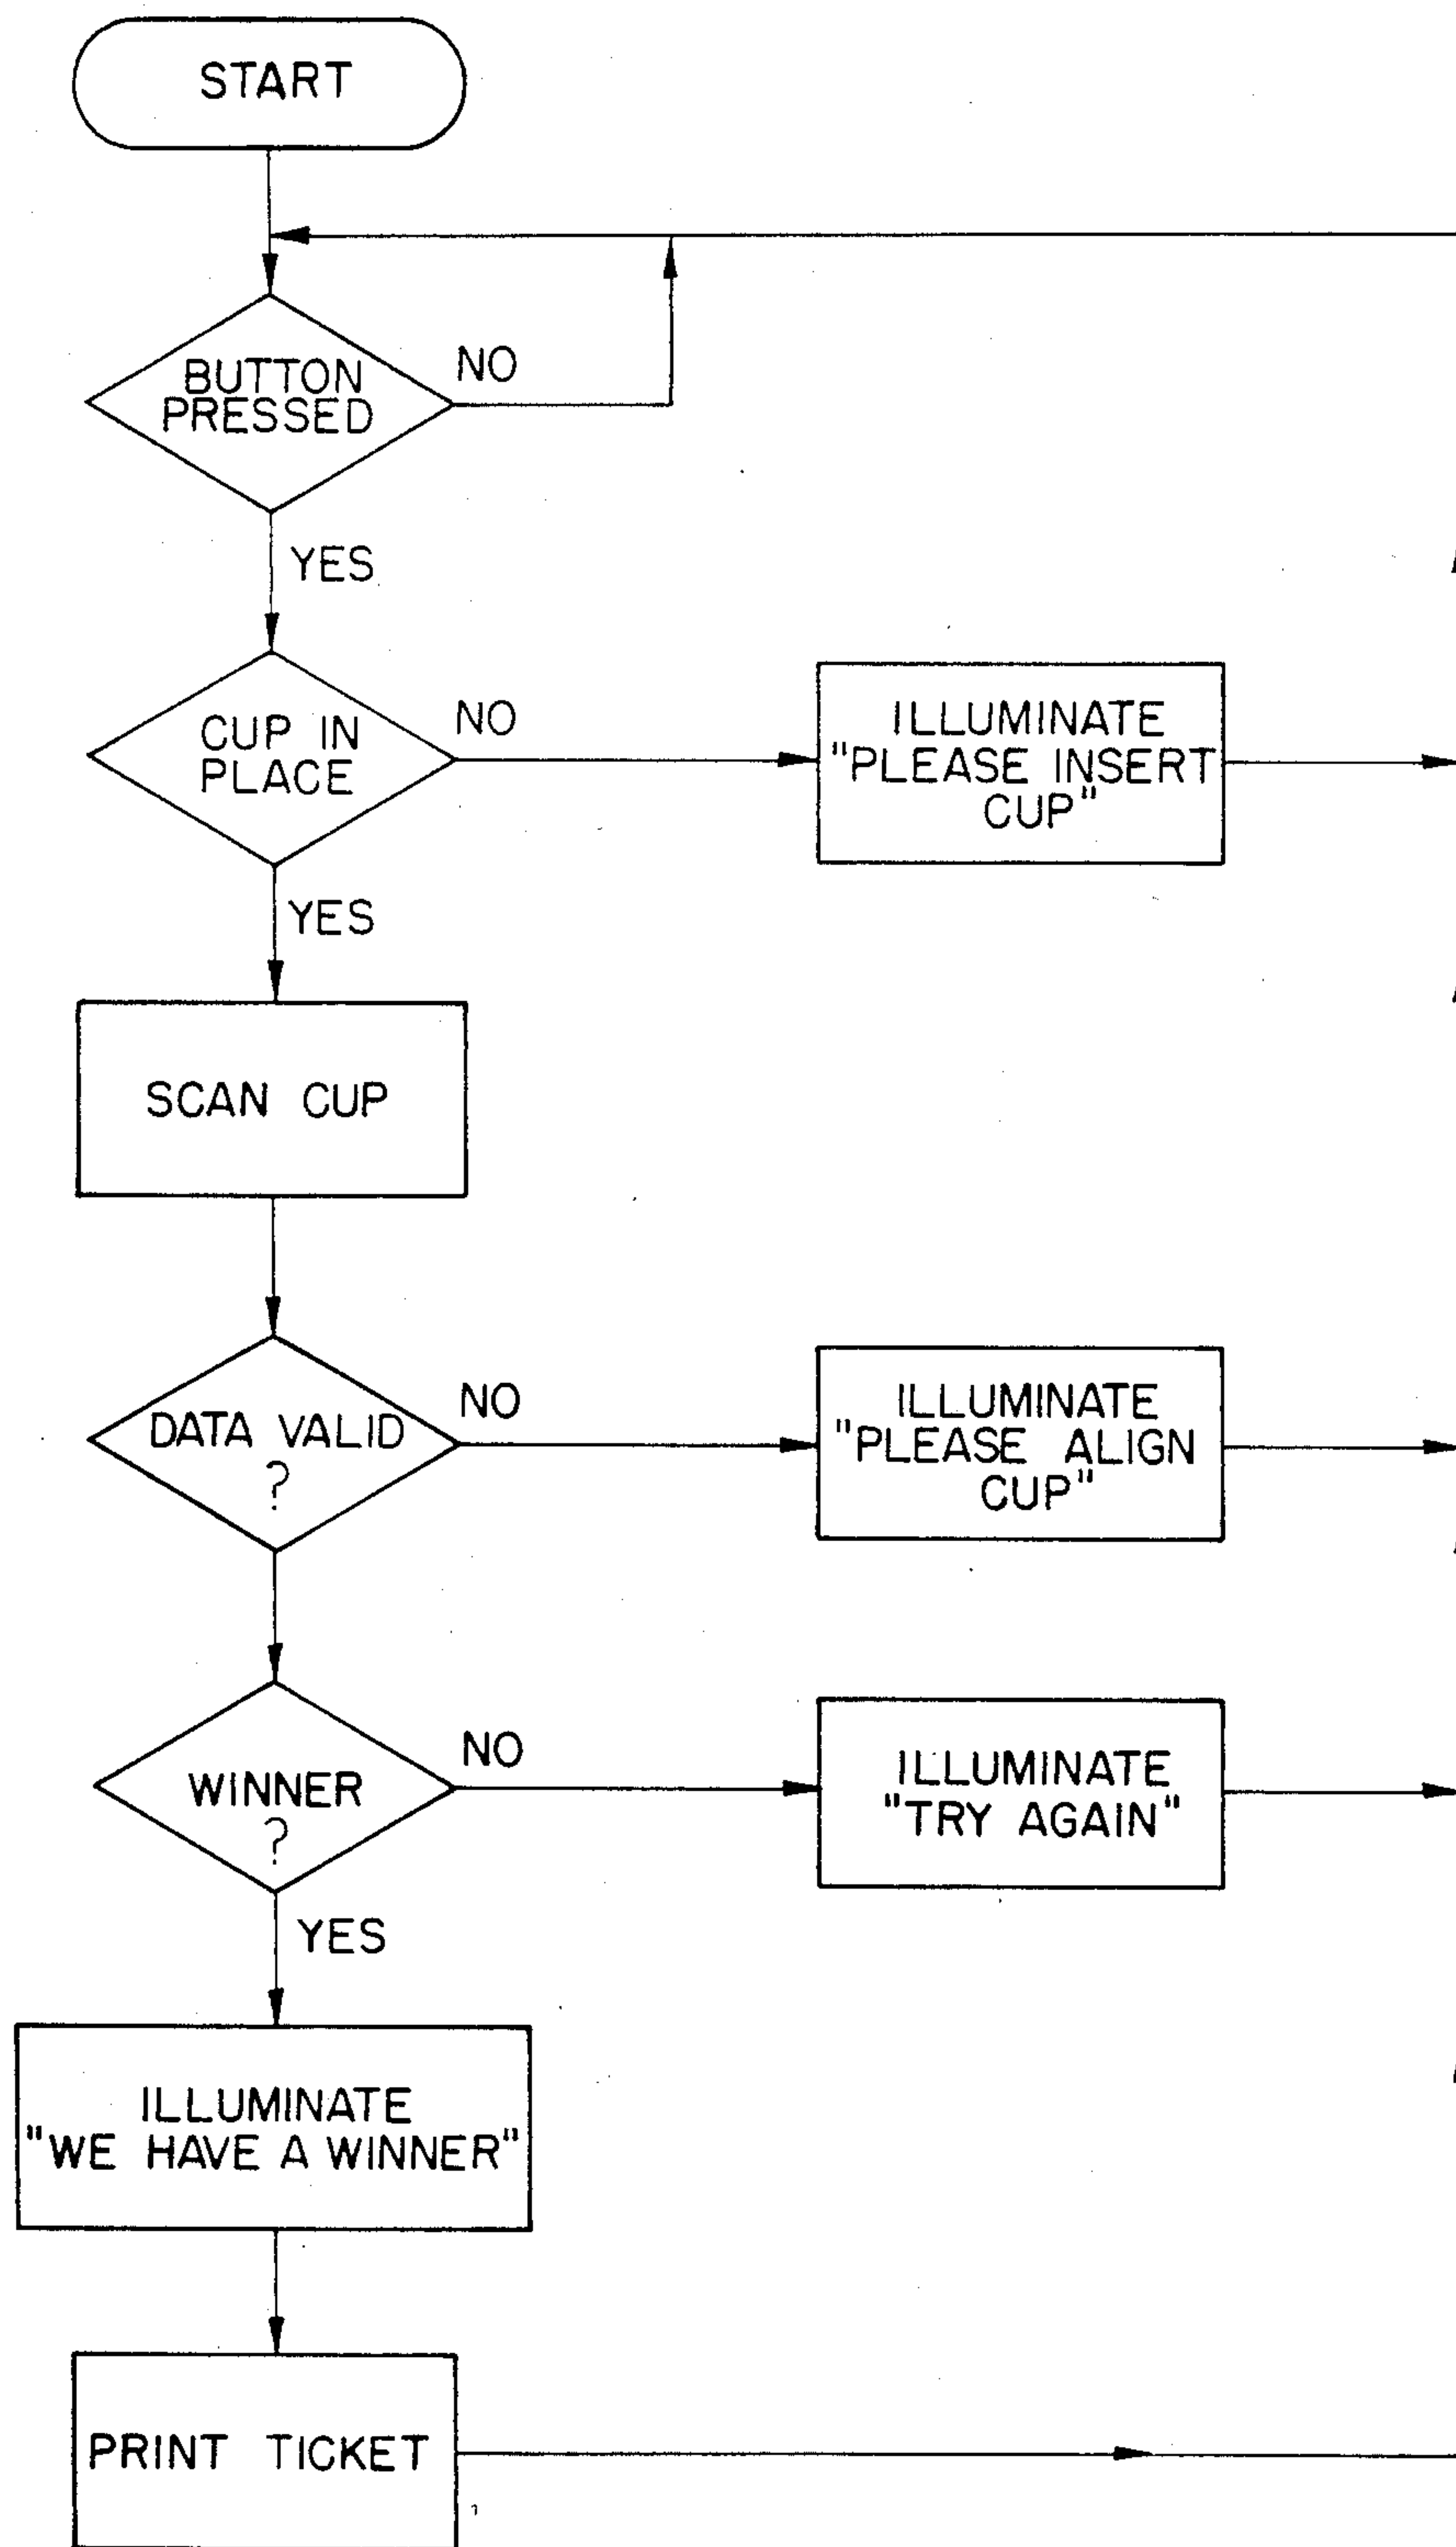 START
BUTTON
PRESSED
NO
YES
CUP IN
PLACE
NO
ILLUMINATE
"PLEASE INSERT
CUP"
YES
SCAN CUP
DATA VALID
?
NO
ILLUMINATE
"PLEASE ALIGN
CUP"
WINNER
?
NO
ILLUMINATE
"TRY AGAIN"
YES
ILLUMINATE
"WE HAVE A WINNER"
PRINT TICKET